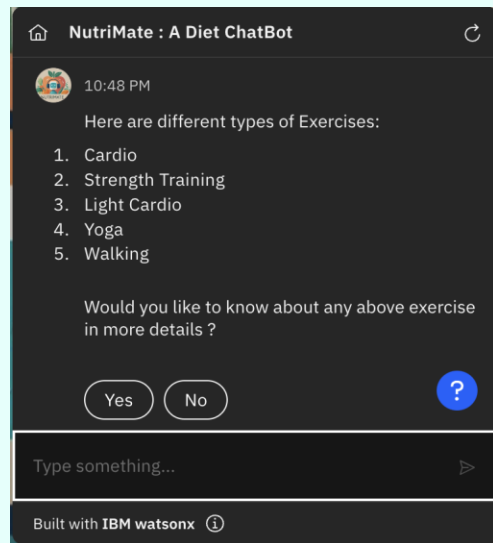 NutriMate : A Diet ChatBot
10:48 PM
Here are different types of Exercises:
1. Cardio
2. Strength Training
3. Light Cardio
4. Yoga
5. Walking
Would you like to know about any above exercise
in more details ?
Yes No
?
Type something...
Built with IBM watsonx